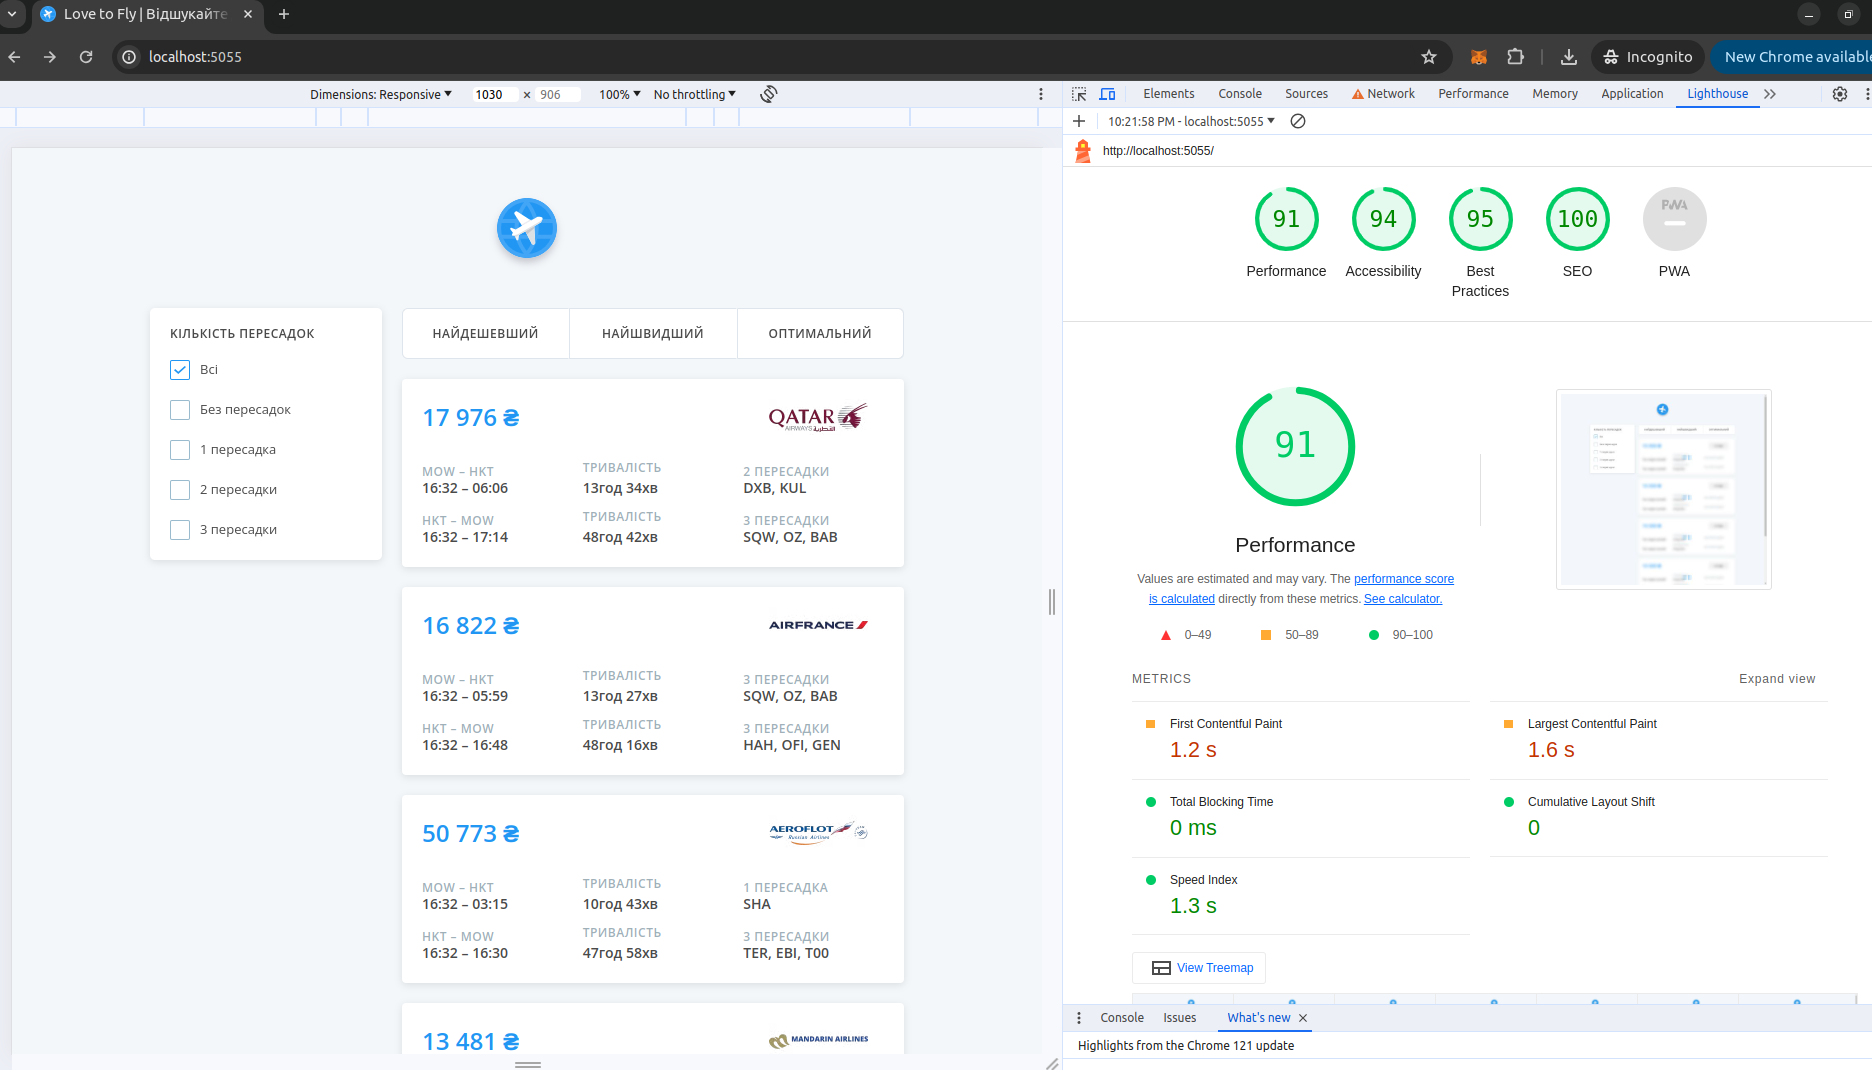 Love to Fly | Відшукайте
localhost:5055
Incognito
New Chrome available
Dimensions: Responsive
1030 × 906
100%
No throttling
Elements
Console
Sources
Network
Performance
Memory
Application
Lighthouse
10:21:58 PM - localhost:5055
http://localhost:5055/
КІЛЬКІСТЬ ПЕРЕСАДОК
Всі
Без пересадок
1 пересадка
2 пересадки
3 пересадки
НАЙДЕШЕВШИЙ
НАЙШВИДШИЙ
ОПТИМАЛЬНИЙ
17 976 ₴
QATAR
AIRWAYS القطرية
MOW – HKT
16:32 – 06:06
ТРИВАЛІСТЬ
13год 34хв
2 ПЕРЕСАДКИ
DXB, KUL
HKT – MOW
16:32 – 17:14
ТРИВАЛІСТЬ
48год 42хв
3 ПЕРЕСАДКИ
SQW, OZ, BAB
16 822 ₴
AIRFRANCE
MOW – HKT
16:32 – 05:59
ТРИВАЛІСТЬ
13год 27хв
3 ПЕРЕСАДКИ
SQW, OZ, BAB
HKT – MOW
16:32 – 16:48
ТРИВАЛІСТЬ
48год 16хв
3 ПЕРЕСАДКИ
HAH, OFI, GEN
50 773 ₴
AEROFLOT
Russian Airlines
MOW – HKT
16:32 – 03:15
ТРИВАЛІСТЬ
10год 43хв
1 ПЕРЕСАДКА
SHA
HKT – MOW
16:32 – 16:30
ТРИВАЛІСТЬ
47год 58хв
3 ПЕРЕСАДКИ
TER, EBI, T00
13 481 ₴
MANDARIN AIRLINES
91
Performance
94
Accessibility
95
Best
Practices
100
SEO
PWA
PWA
91
Performance
Values are estimated and may vary. The performance score
is calculated directly from these metrics. See calculator.
0–49
50–89
90–100
METRICS
Expand view
First Contentful Paint
1.2 s
Largest Contentful Paint
1.6 s
Total Blocking Time
0 ms
Cumulative Layout Shift
0
Speed Index
1.3 s
View Treemap
Console
Issues
What's new
Highlights from the Chrome 121 update